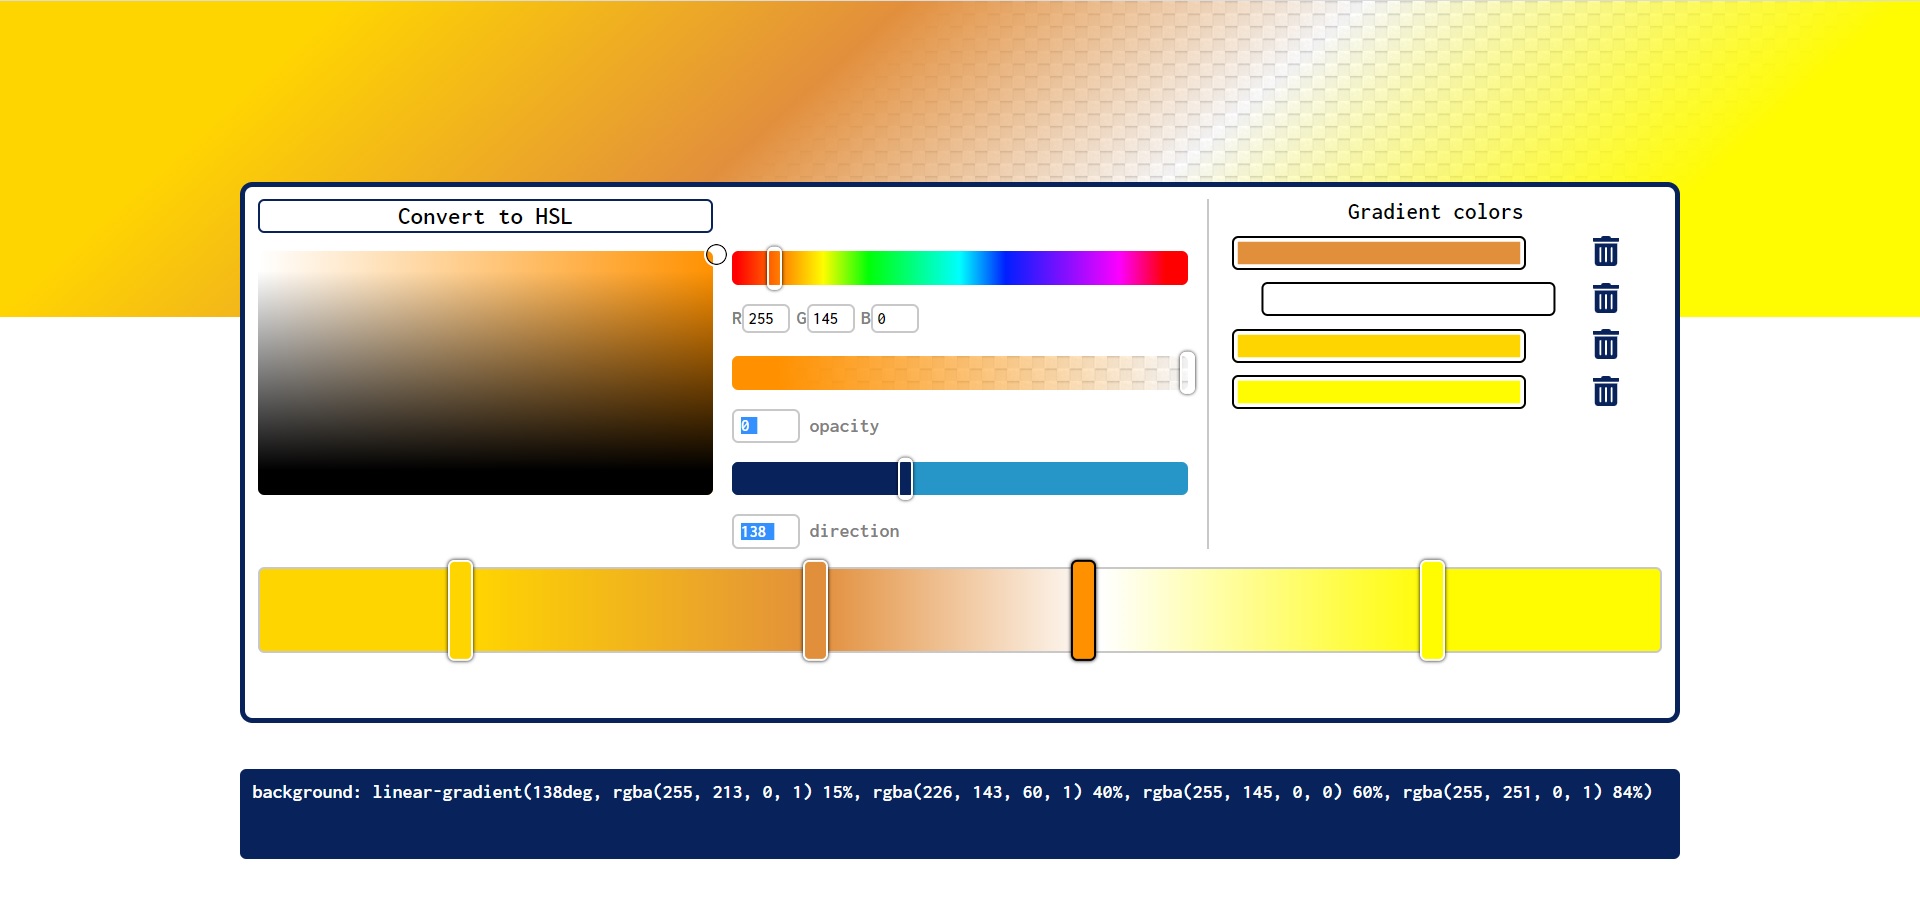 Convert to HSL
Gradient colors
R 255 G 145 B 0
0 opacity
138 direction
background: linear-gradient(138deg, rgba(255, 213, 0, 1) 15%, rgba(226, 143, 60, 1) 40%, rgba(255, 145, 0, 0) 60%, rgba(255, 251, 0, 1) 84%)